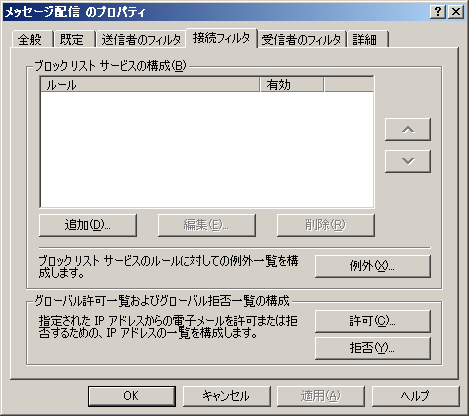 メッセージ配信 のプロパティ
全般 既定 送信者のフィルタ 接続フィルタ 受信者のフィルタ 詳細
ブロック リスト サービスの構成(B)
ルール 有効
追加(D)... 編集(E)... 削除(R)
ブロック リスト サービスのルールに対しての例外一覧を構
成します。
例外(X)...
グローバル許可一覧およびグローバル拒否一覧の構成
指定された IP アドレスからの電子メールを許可または拒
否するための、IP アドレスの一覧を構成します。
許可(C)...
拒否(Y)...
OK キャンセル 適用(A) ヘルプ